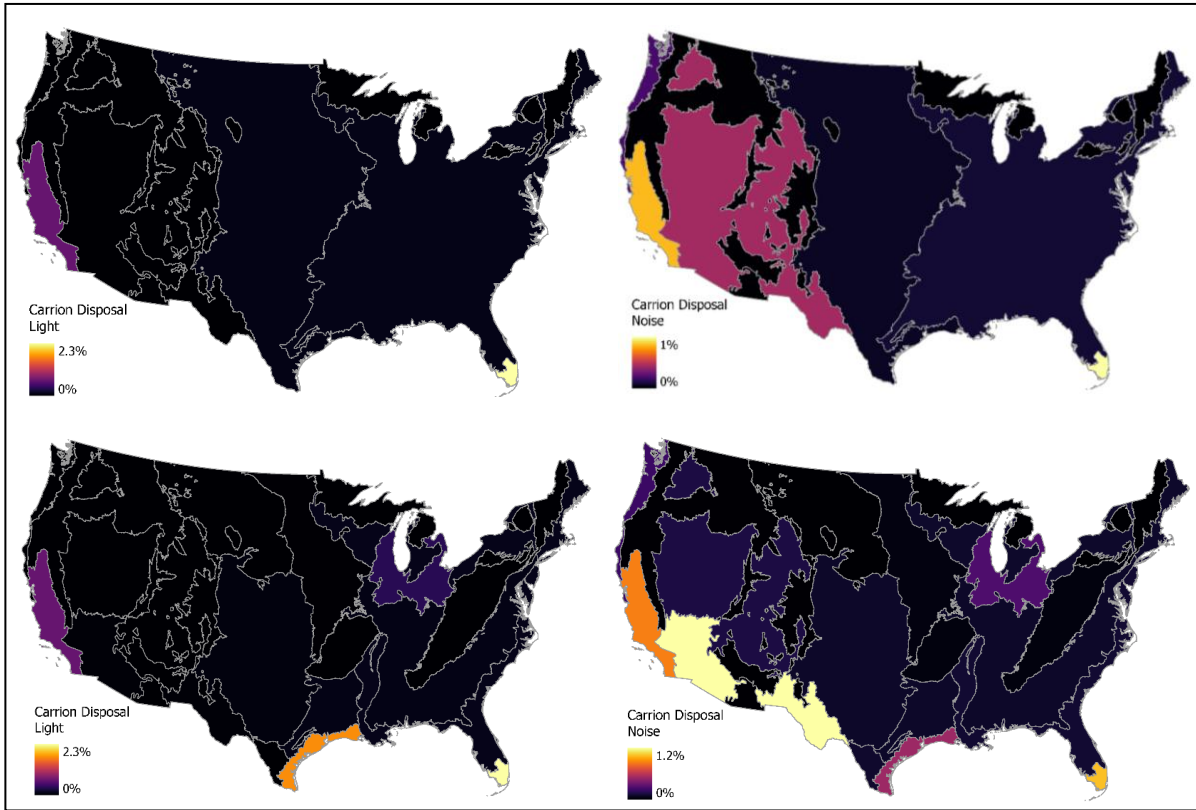 Carrion Disposal
Light
2.3%
0%
Carrion Disposal
Noise
1%
0%
Carrion Disposal
Light
2.3%
0%
Carrion Disposal
Noise
1.2%
0%